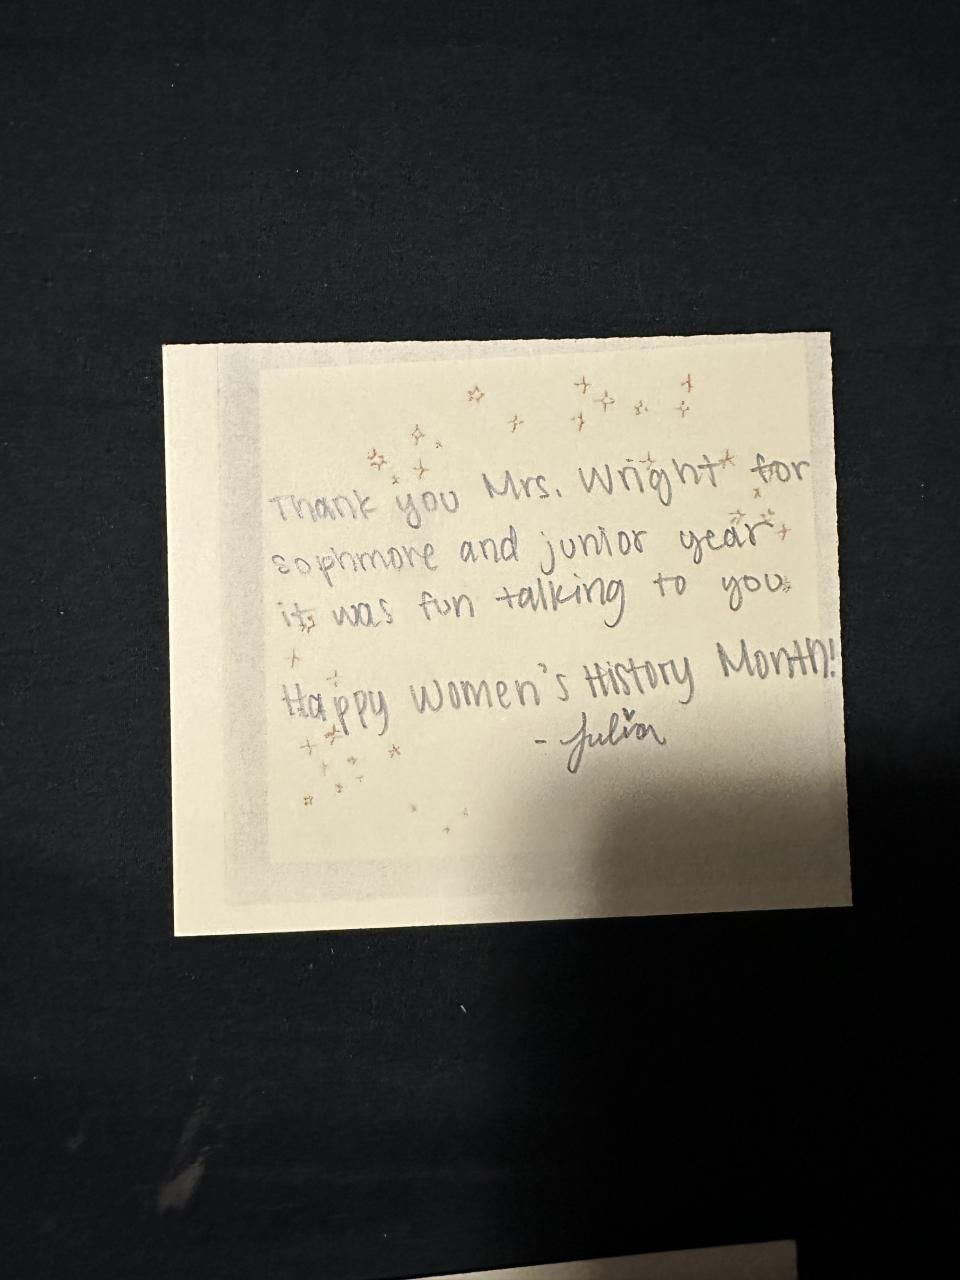 Thank you Mrs. Wright for
sophmore and junior year
it was fun talking to you
Happy Women's History Month!
- Julia